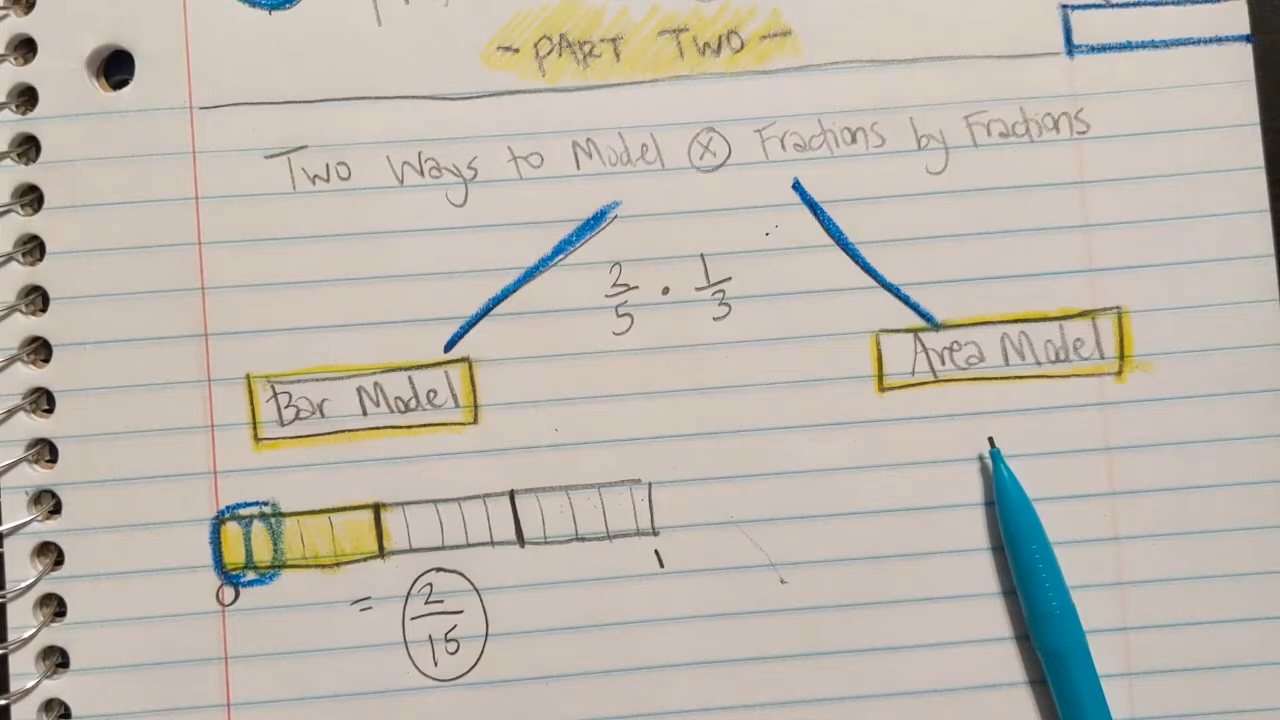 - PART TWO -
Two Ways to Model ⊗ Fractions by Fractions
2/5 · 1/3
Bar Model
Area Model
0
1
= 2/15